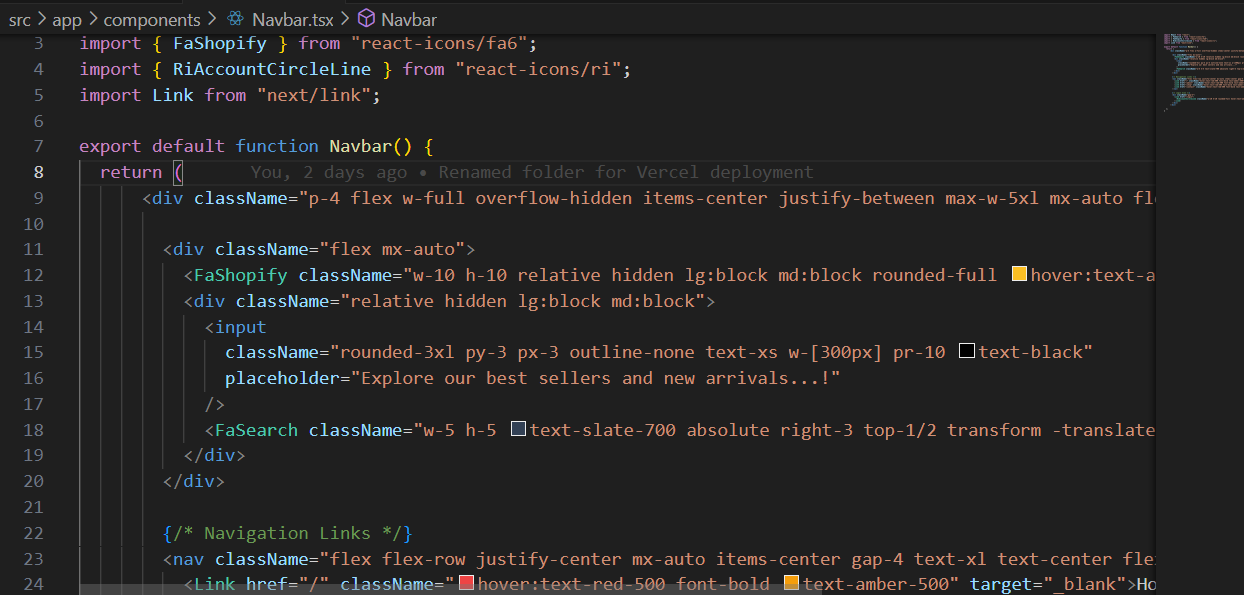 src > app > components > Navbar.tsx > Navbar
3 import { FaShopify } from "react-icons/fa6";
4 import { RiAccountCircleLine } from "react-icons/ri";
5 import Link from "next/link";
6
7 export default function Navbar() {
8 return ( You, 2 days ago • Renamed folder for Vercel deployment
9 <div className="p-4 flex w-full overflow-hidden items-center justify-between max-w-5xl mx-auto fle
10
11 <div className="flex mx-auto">
12 <FaShopify className="w-10 h-10 relative hidden lg:block md:block rounded-full hover:text-a
13 <div className="relative hidden lg:block md:block">
14 <input
15 className="rounded-3xl py-3 px-3 outline-none text-xs w-[300px] pr-10 text-black"
16 placeholder="Explore our best sellers and new arrivals...!"
17 />
18 <FaSearch className="w-5 h-5 text-slate-700 absolute right-3 top-1/2 transform -translate
19 </div>
20 </div>
21
22 {/* Navigation Links */}
23 <nav className="flex flex-row justify-center mx-auto items-center gap-4 text-xl text-center fle
24 <Link href="/" className="hover:text-red-500 font-bold text-amber-500" target="_blank">Ho